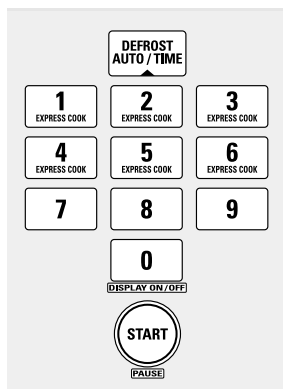 DEFROST
AUTO / TIME
1 2 3
EXPRESS COOK EXPRESS COOK EXPRESS COOK
4 5 6
EXPRESS COOK EXPRESS COOK EXPRESS COOK
7 8 9
0
DISPLAY ON/OFF
START
PAUSE